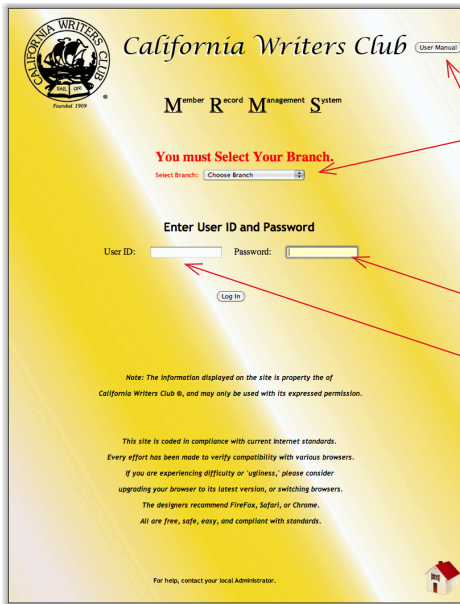 CALIFORNIA WRITERS CLUB
SAIL ON!
Founded 1909
®
California Writers Club
User Manual
Member Record Management System
You must Select Your Branch.
Select Branch: Choose Branch
Enter User ID and Password
User ID: Password:
Log In
Note: The information displayed on the site is property the of
California Writers Club ®, and may only be used with its expressed permission.
This site is coded in compliance with current Internet standards.
Every effort has been made to verify compatibility with various browsers.
If you are experiencing difficulty or 'ugliness,' please consider
upgrading your browser to its latest version, or switching browsers.
The designers recommend FireFox, Safari, or Chrome.
All are free, safe, easy, and compliant with standards.
For help, contact your local Administrator.